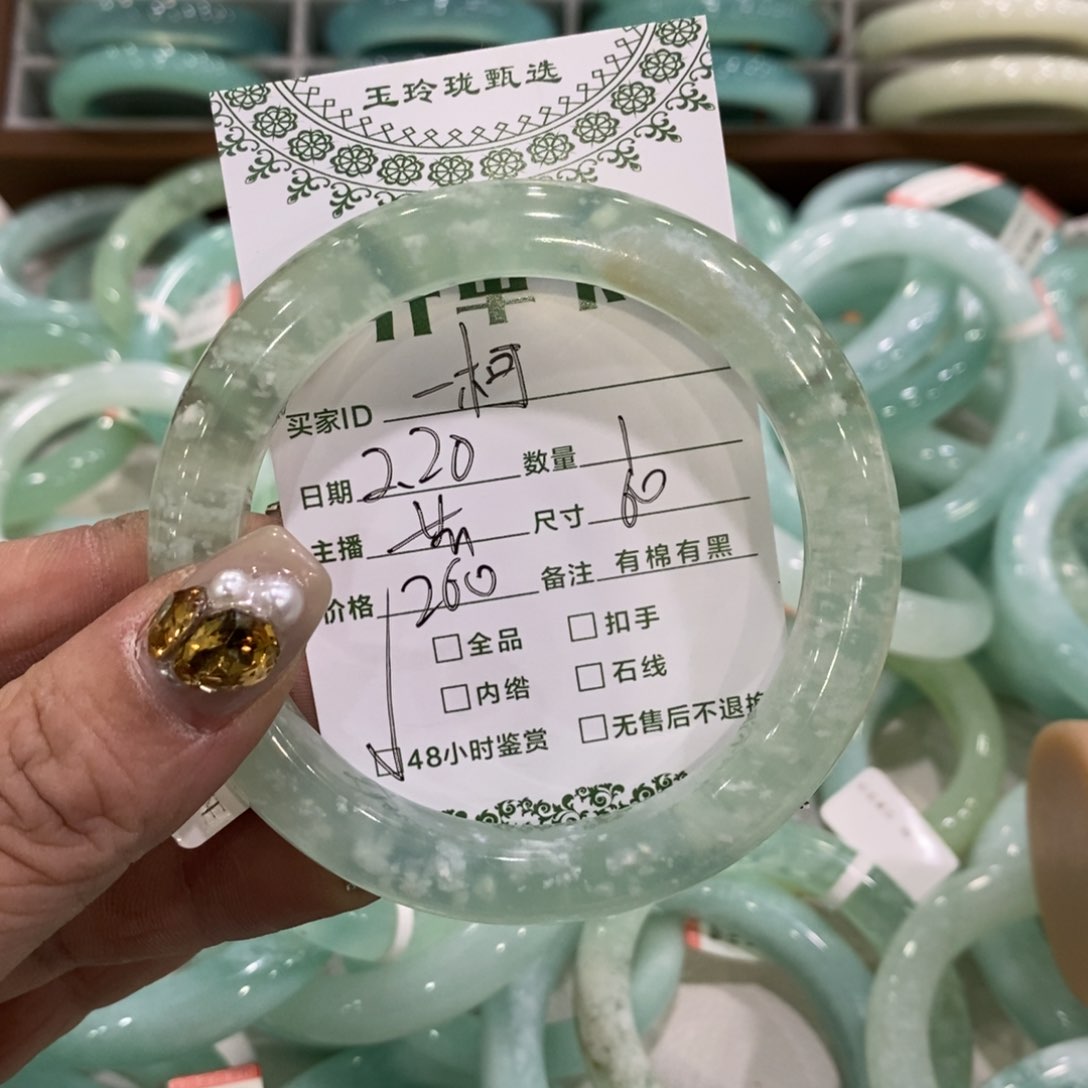 玉玲珑甄选
买家ID 一柯
日期 2.20 数量 1
主播 尺寸 60
价格 260 备注 有棉有黑
全品 扣手
内绺 石线
48小时鉴赏 无售后不退换